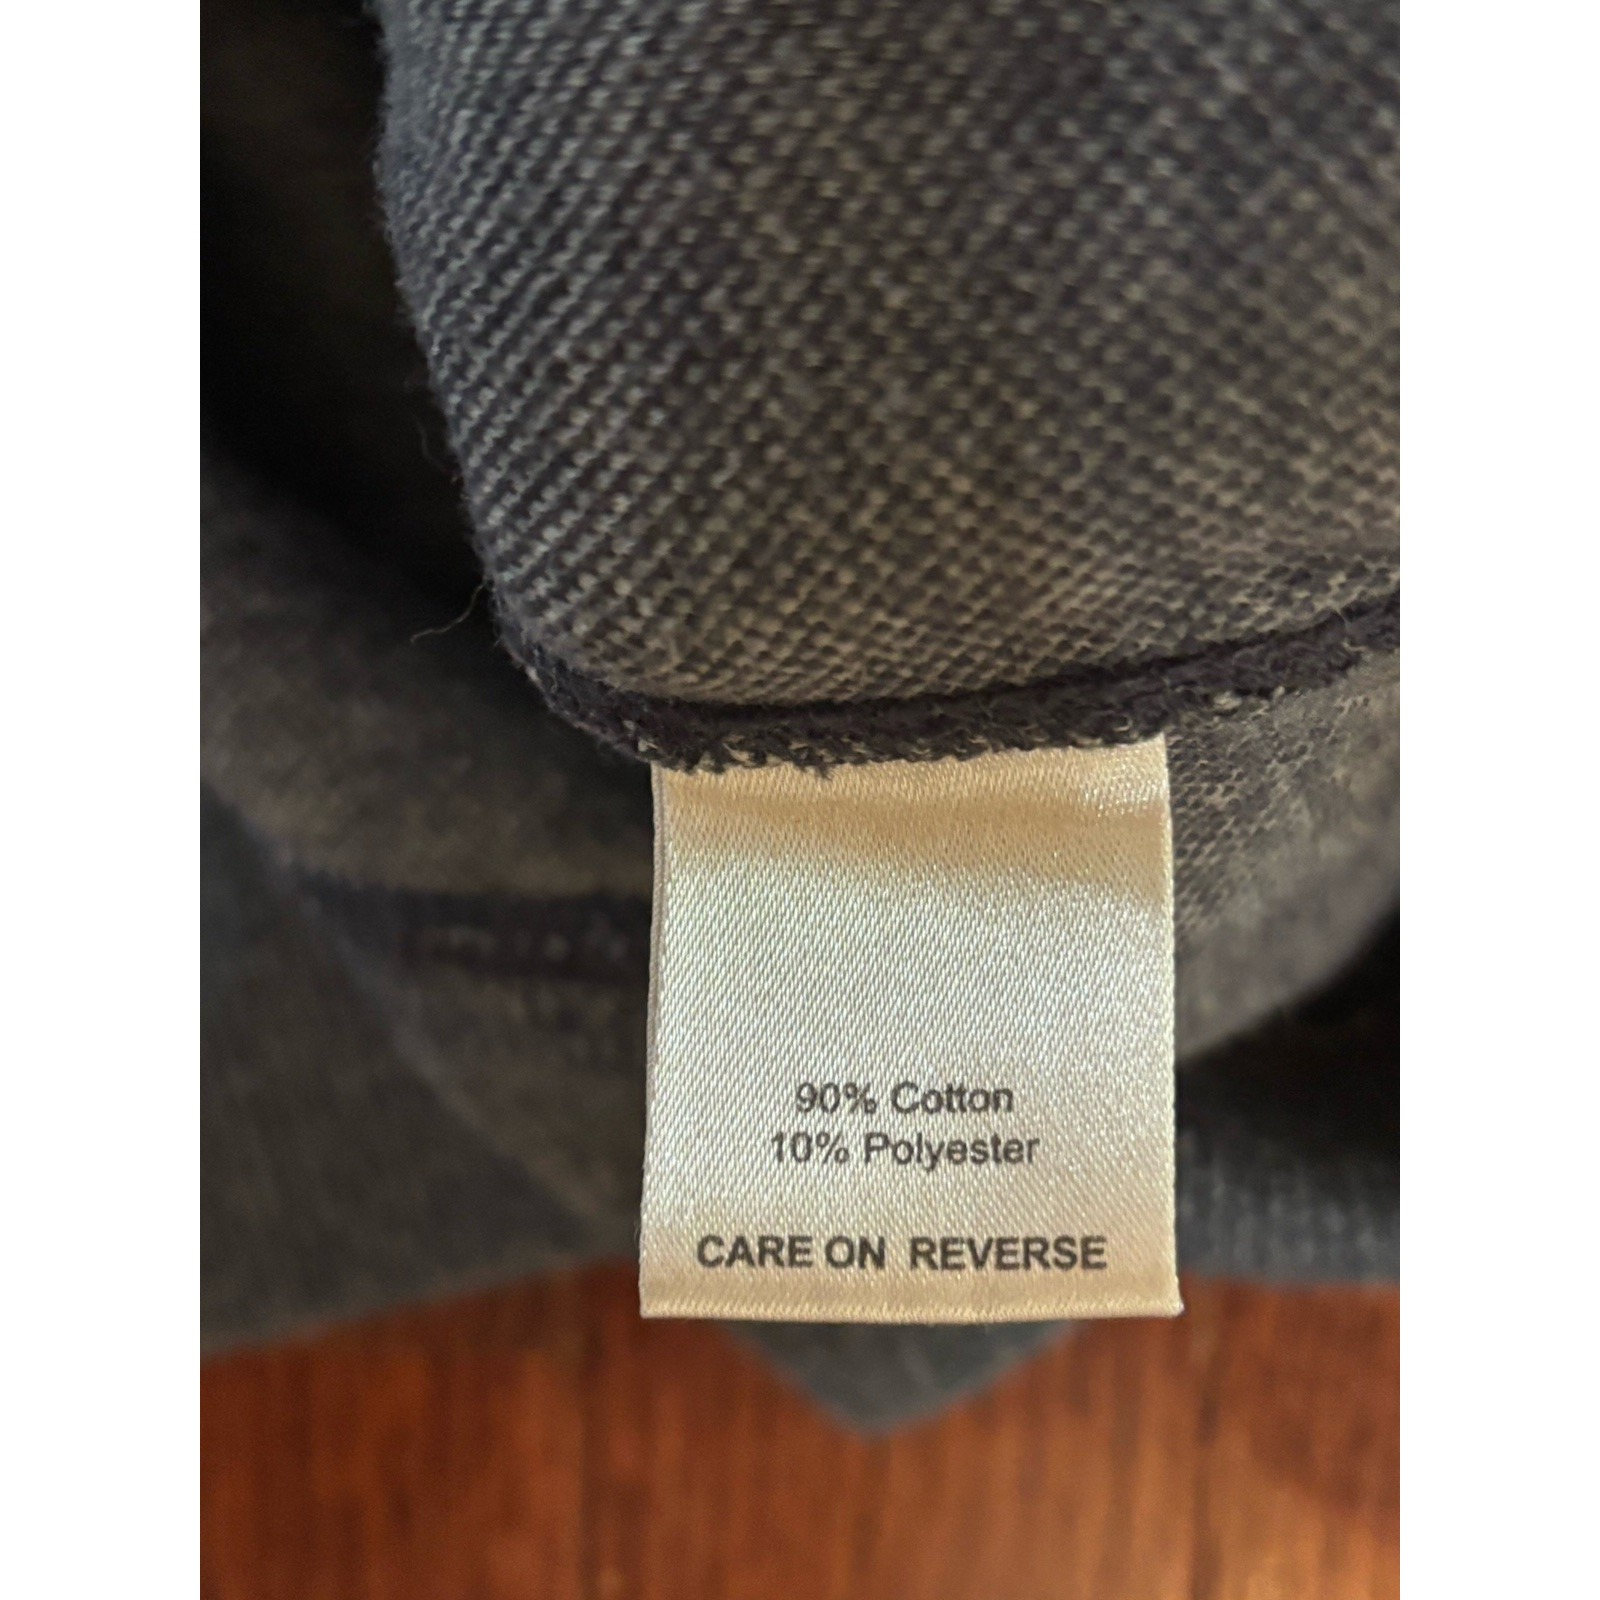 90% Cotton
10% Polyester
CARE ON REVERSE